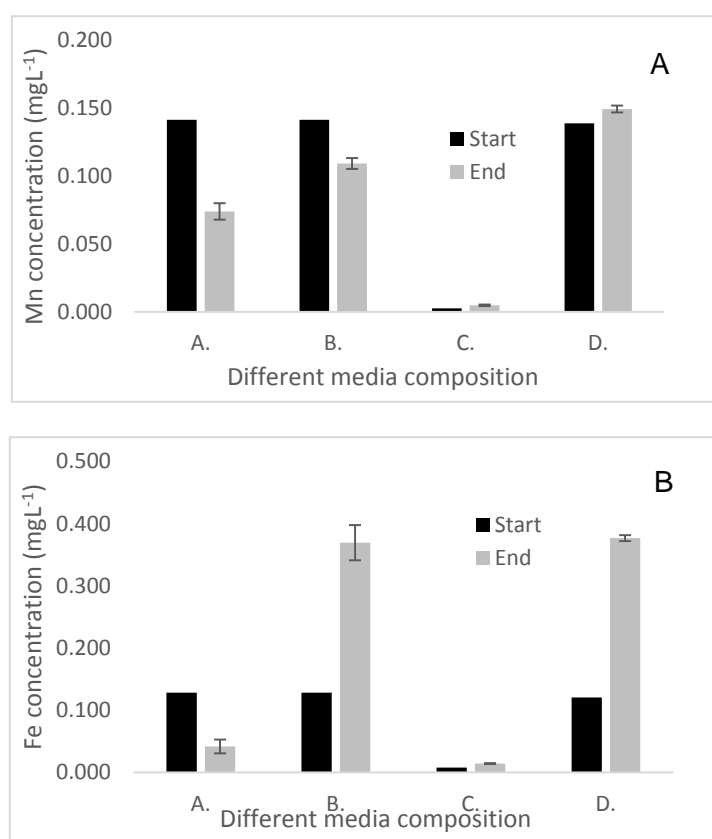 A
Mn concentration (mgL⁻¹)
0.200
0.150
0.100
0.050
0.000
Start
End
A. B. C. D.
Different media composition
B
Fe concentration (mgL⁻¹)
0.500
0.400
0.300
0.200
0.100
0.000
Start
End
A. B. C. D.
Different media composition